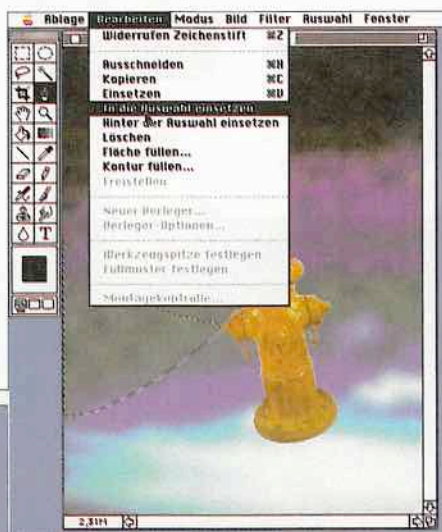 Ablage Bearbeiten Modus Bild Filter Auswahl Fenster
Widerrufen Zeichenstift ⌘Z
Ausschneiden ⌘X
Kopieren ⌘C
Einsetzen ⌘V
In die Auswahl einsetzen
Hinter der Auswahl einsetzen
Löschen
Fläche füllen...
Kontur füllen...
Freistellen
Neuer Verleger...
Verleger-Optionen...
Werkzeugspitze festlegen
Füllmuster festlegen
Montagekontrolle...
T
2,31M